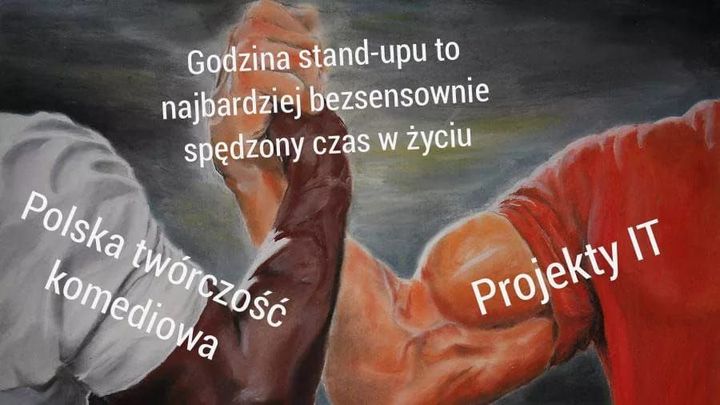 Godzina stand-upu to
najbardziej bezsensownie
spędzony czas w życiu
Polska twórczość
komediowa
Projekty IT